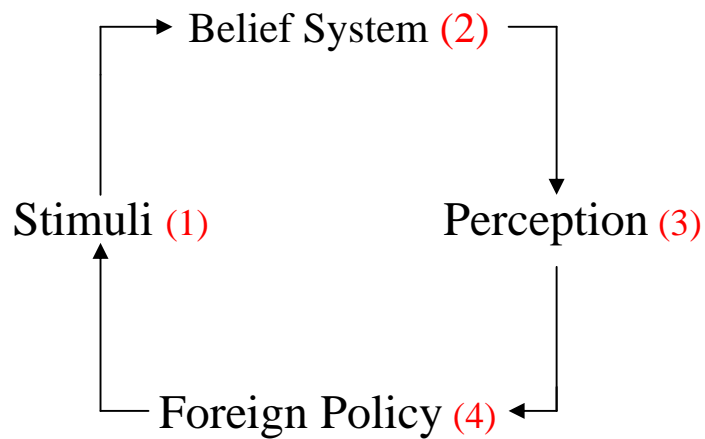 Belief System (2)
Stimuli (1)
Perception (3)
Foreign Policy (4)